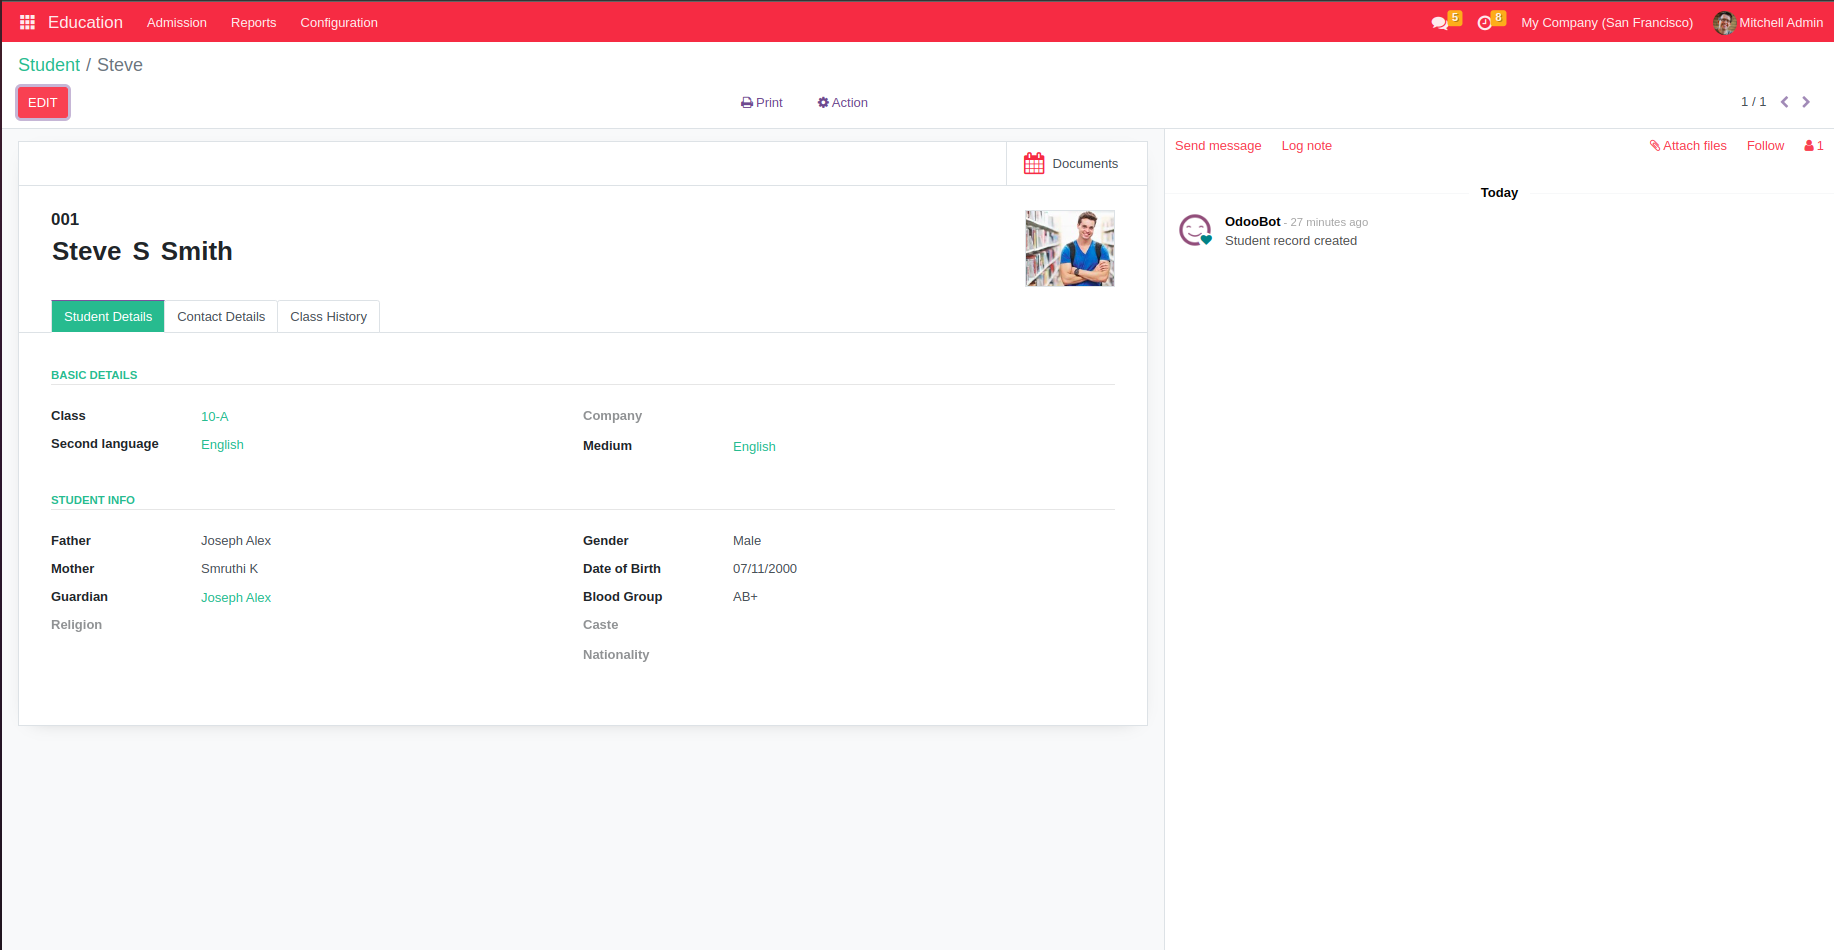 Education Admission Reports Configuration 5 8 My Company (San Francisco) Mitchell Admin
Student / Steve
EDIT Print Action 1 / 1
Documents
001
Steve S Smith
Student Details Contact Details Class History
BASIC DETAILS
Class 10-A Company
Second language English Medium English
STUDENT INFO
Father Joseph Alex Gender Male
Mother Smruthi K Date of Birth 07/11/2000
Guardian Joseph Alex Blood Group AB+
Religion Caste
Nationality
Send message Log note Attach files Follow 1
Today
OdooBot - 27 minutes ago
Student record created